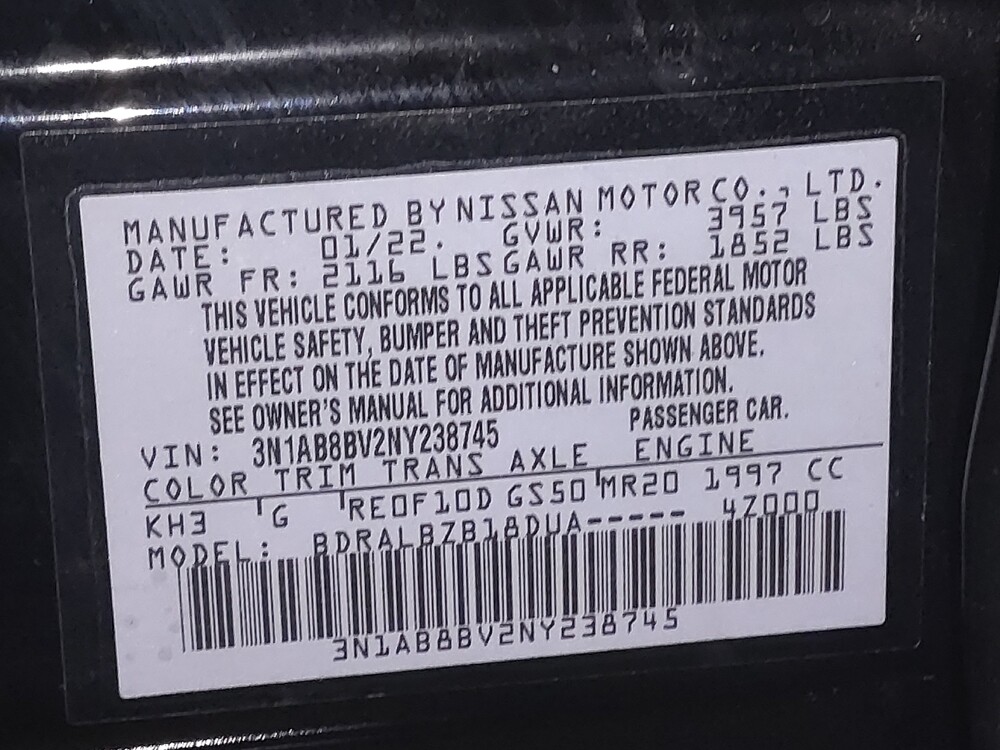 MANUFACTURED BY NISSAN MOTOR CO., LTD.
DATE: 01/22. GVWR: 3957 LBS
GAWR FR: 2116 LBS GAWR RR: 1852 LBS
THIS VEHICLE CONFORMS TO ALL APPLICABLE FEDERAL MOTOR
VEHICLE SAFETY, BUMPER AND THEFT PREVENTION STANDARDS
IN EFFECT ON THE DATE OF MANUFACTURE SHOWN ABOVE.
SEE OWNER'S MANUAL FOR ADDITIONAL INFORMATION.
VIN: 3N1AB8BV2NY238745 PASSENGER CAR.
COLOR TRIM TRANS AXLE ENGINE
KH3 G RE0F10D GS50 MR20 1997 CC
MODEL: BDRALBZB18DUA----- 4Z000
3N1AB8BV2NY238745